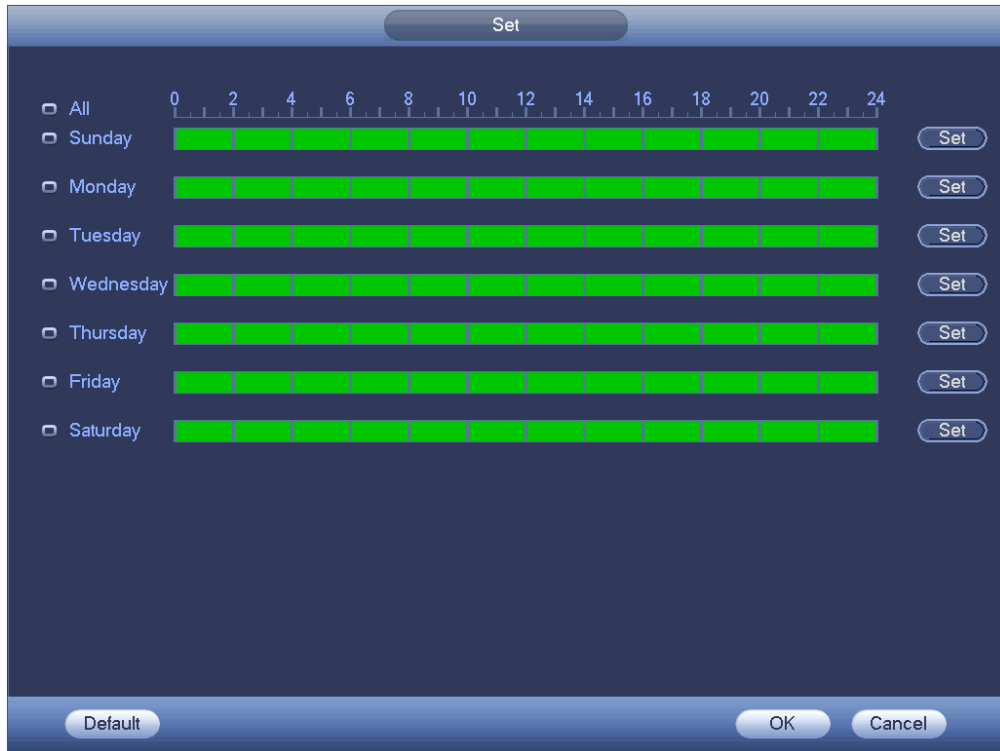 Set
All 0 2 4 6 8 10 12 14 16 18 20 22 24
Sunday Set
Monday Set
Tuesday Set
Wednesday Set
Thursday Set
Friday Set
Saturday Set
Default OK Cancel